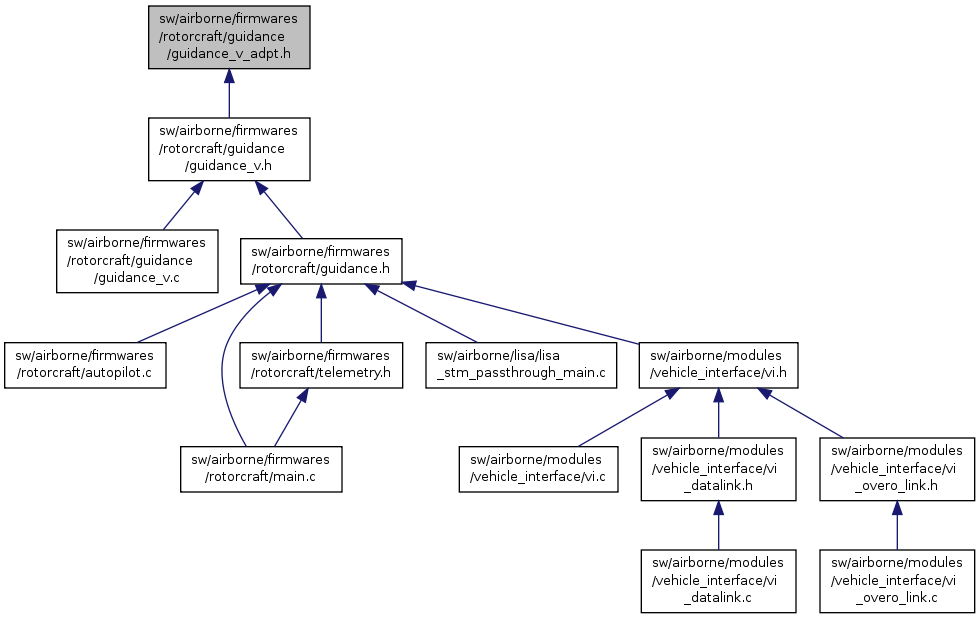 sw/airborne/firmwares
/rotorcraft/guidance
/guidance_v_adpt.h
sw/airborne/firmwares
/rotorcraft/guidance
/guidance_v.h
sw/airborne/firmwares
/rotorcraft/guidance
/guidance_v.c
sw/airborne/firmwares
/rotorcraft/guidance.h
sw/airborne/firmwares
/rotorcraft/autopilot.c
sw/airborne/firmwares
/rotorcraft/telemetry.h
sw/airborne/lisa/lisa
_stm_passthrough_main.c
sw/airborne/modules
/vehicle_interface/vi.h
sw/airborne/firmwares
/rotorcraft/main.c
sw/airborne/modules
/vehicle_interface/vi.c
sw/airborne/modules
/vehicle_interface/vi
_datalink.h
sw/airborne/modules
/vehicle_interface/vi
_overo_link.h
sw/airborne/modules
/vehicle_interface/vi
_datalink.c
sw/airborne/modules
/vehicle_interface/vi
_overo_link.c